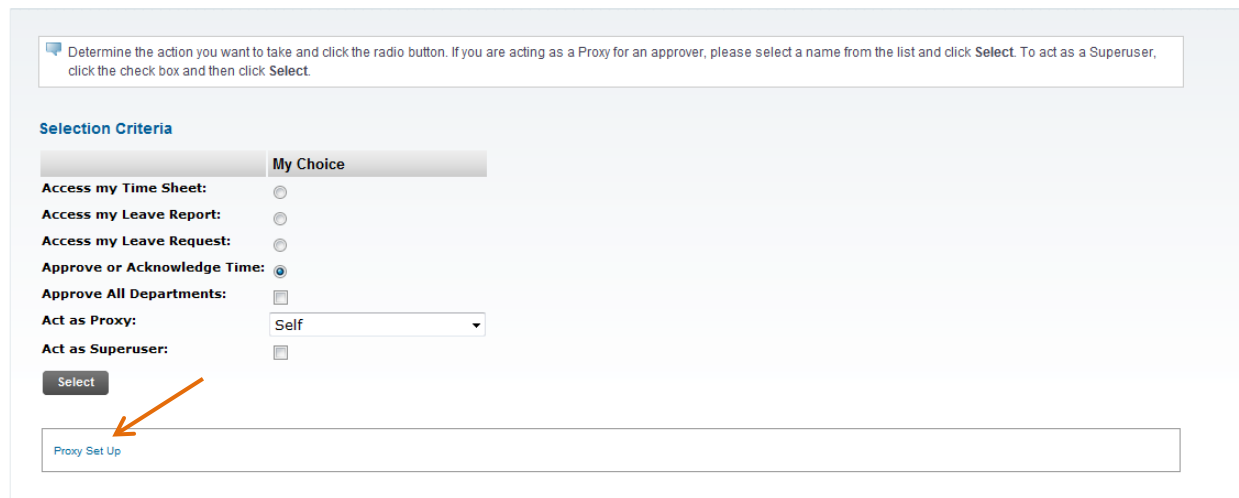 Determine the action you want to take and click the radio button. If you are acting as a Proxy for an approver, please select a name from the list and click Select. To act as a Superuser,
click the check box and then click Select.
Selection Criteria
My Choice
Access my Time Sheet:
Access my Leave Report:
Access my Leave Request:
Approve or Acknowledge Time:
Approve All Departments:
Act as Proxy: Self
Act as Superuser:
Select
Proxy Set Up